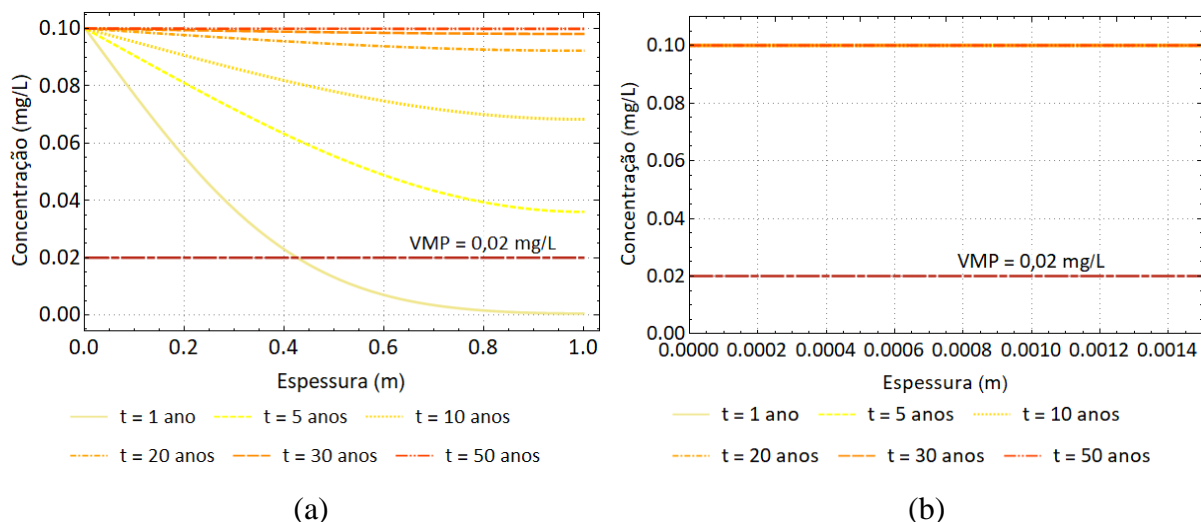 0.10
0.08
0.06
0.04
0.02
0.00
Concentração (mg/L)
VMP = 0,02 mg/L
0.0 0.2 0.4 0.6 0.8 1.0
Espessura (m)
t = 1 ano t = 5 anos t = 10 anos
t = 20 anos t = 30 anos t = 50 anos
(a)
0.10
0.08
0.06
0.04
0.02
0.00
Concentração (mg/L)
VMP = 0,02 mg/L
0.0000 0.0002 0.0004 0.0006 0.0008 0.0010 0.0012 0.0014
Espessura (m)
t = 1 ano t = 5 anos t = 10 anos
t = 20 anos t = 30 anos t = 50 anos
(b)